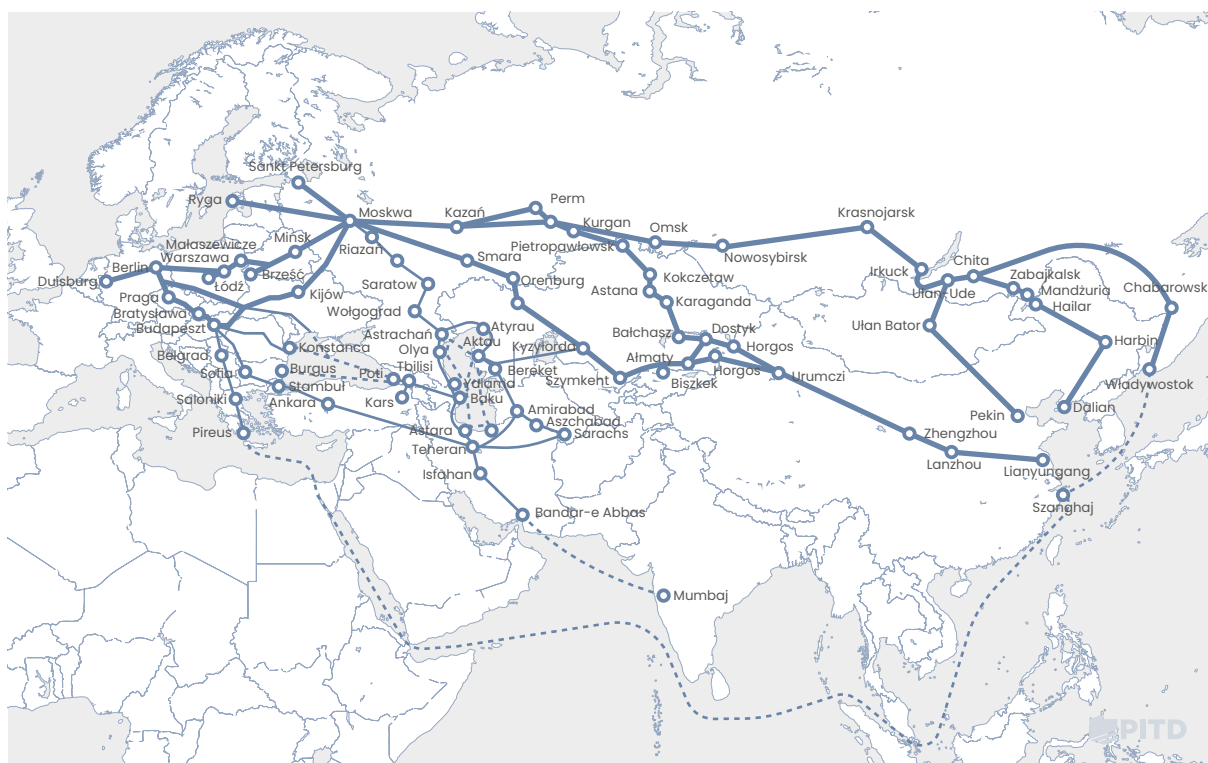 Sankt Petersburg
Ryga
Moskwa
Kazań
Perm
Kurgan
Omsk
Krasnojarsk
Mińsk
Riazań
Małaszewicze
Warszawa
Pietropawłowsk
Nowosybirsk
Smara
Chita
Berlin
Duisburg
Brześć
Łódź
Orenburg
Kokczetaw
Irkuck
Ułan-Ude
Zabajkalsk
Mandżuria
Chabarowsk
Saratow
Kijów
Praga
Astana
Karaganda
Hailar
Bratysława
Wołgograd
Budapeszt
Atyrau
Bałchasz
Dostyk
Ułan Bator
Astrachań
Aktau
Konstanca
Kyzyłorda
Horgos
Harbin
Olya
Belgrad
Ałmaty
Tbilisi
Bereket
Sofia
Burgus
Poti
Horgos
Szymkent
Biszkek
Urumczi
Yalama
Stambuł
Władywostok
Saloniki
Ankara
Kars
Baku
Amirabad
Pekin
Dalian
Aszchabad
Pireus
Astara
Sarachs
Zhengzhou
Teheran
Lanzhou
Isfohan
Lianyungang
Bandar-e Abbas
Szanghaj
Mumbaj
PITD